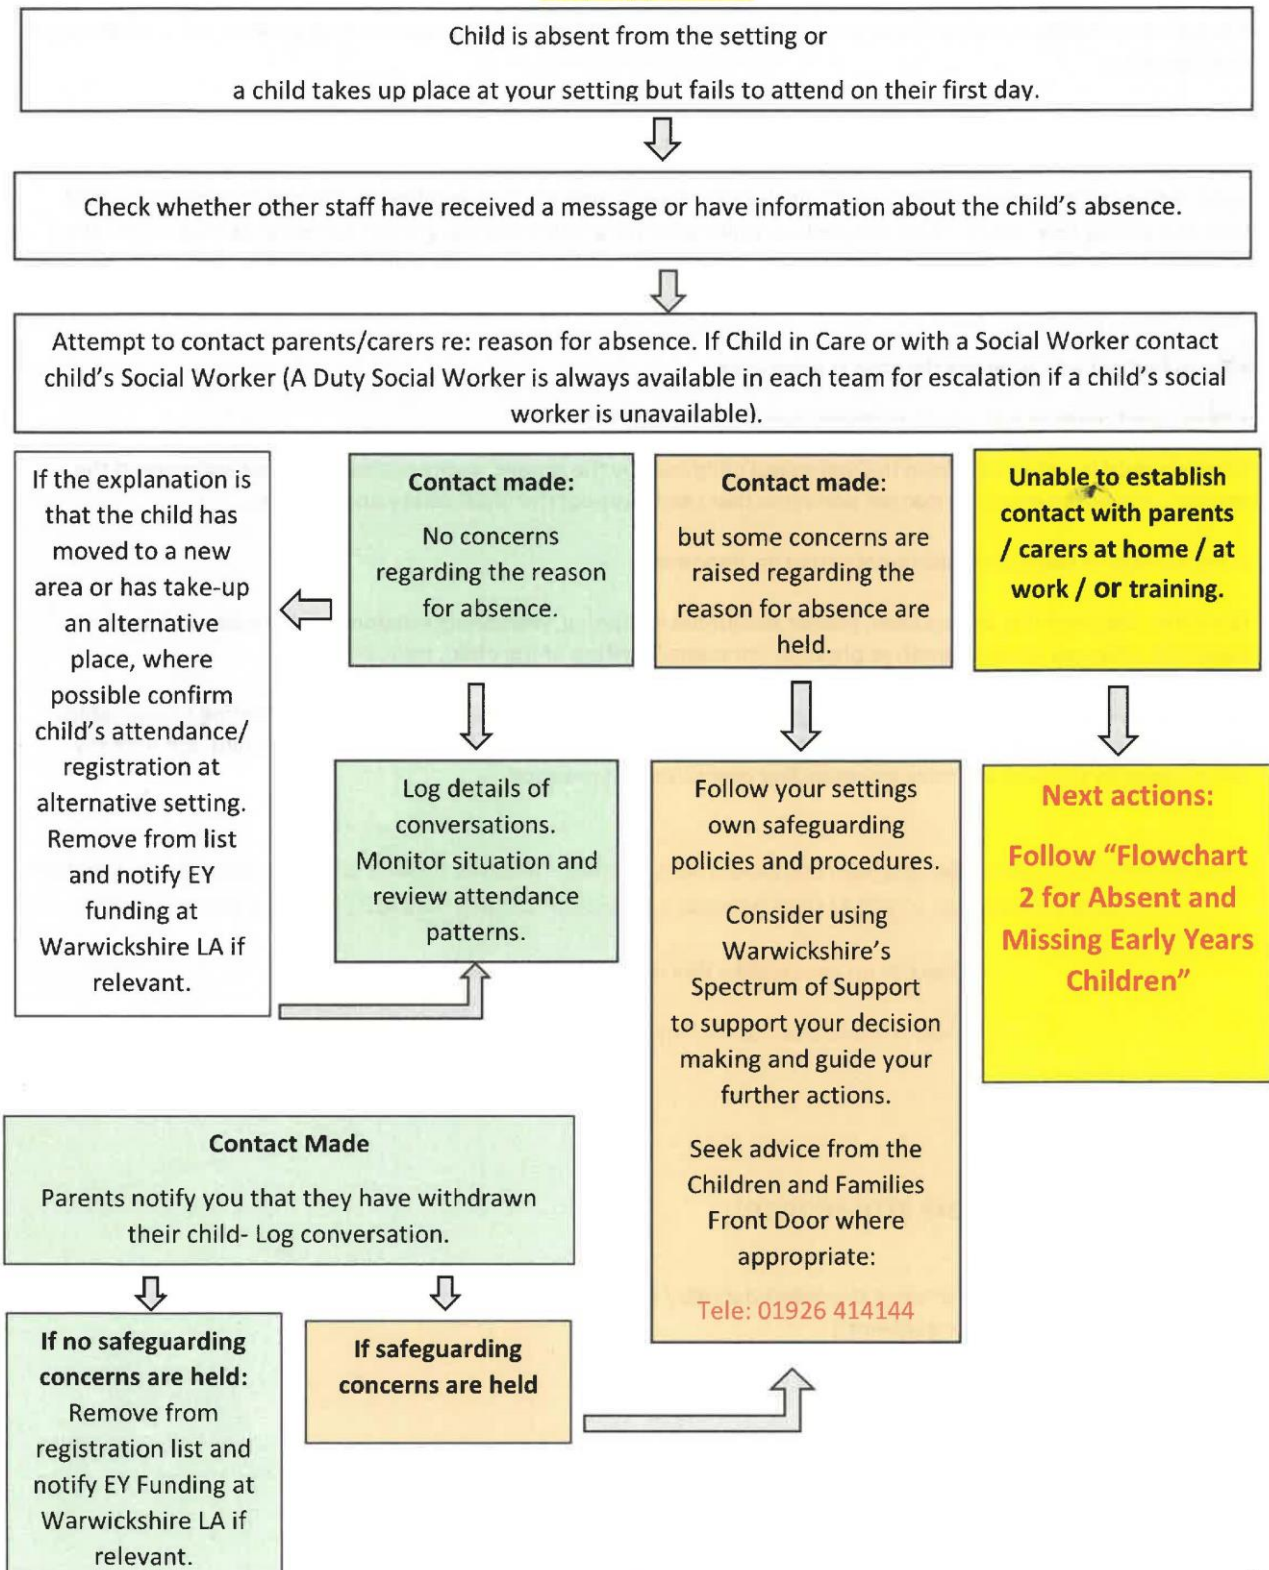 Child is absent from the setting or
a child takes up place at your setting but fails to attend on their first day.
Check whether other staff have received a message or have information about the child's absence.
Attempt to contact parents/carers re: reason for absence. If Child in Care or with a Social Worker contact
child's Social Worker (A Duty Social Worker is always available in each team for escalation if a child's social
worker is unavailable).
If the explanation is
that the child has
moved to a new
area or has take-up
an alternative
place, where
possible confirm
child's attendance/
registration at
alternative setting.
Remove from list
and notify EY
funding at
Warwickshire LA if
relevant.
Contact made:
No concerns
regarding the reason
for absence.
Log details of
conversations.
Monitor situation and
review attendance
patterns.
Contact made:
but some concerns are
raised regarding the
reason for absence are
held.
Follow your settings
own safeguarding
policies and procedures.
Consider using
Warwickshire's
Spectrum of Support
to support your decision
making and guide your
further actions.
Seek advice from the
Children and Families
Front Door where
appropriate:
Tele: 01926 414144
Unable to establish
contact with parents
/ carers at home / at
work / or training.
Next actions:
Follow "Flowchart
2 for Absent and
Missing Early Years
Children"
Contact Made
Parents notify you that they have withdrawn
their child- Log conversation.
If no safeguarding
concerns are held:
Remove from
registration list and
notify EY Funding at
Warwickshire LA if
relevant.
If safeguarding
concerns are held